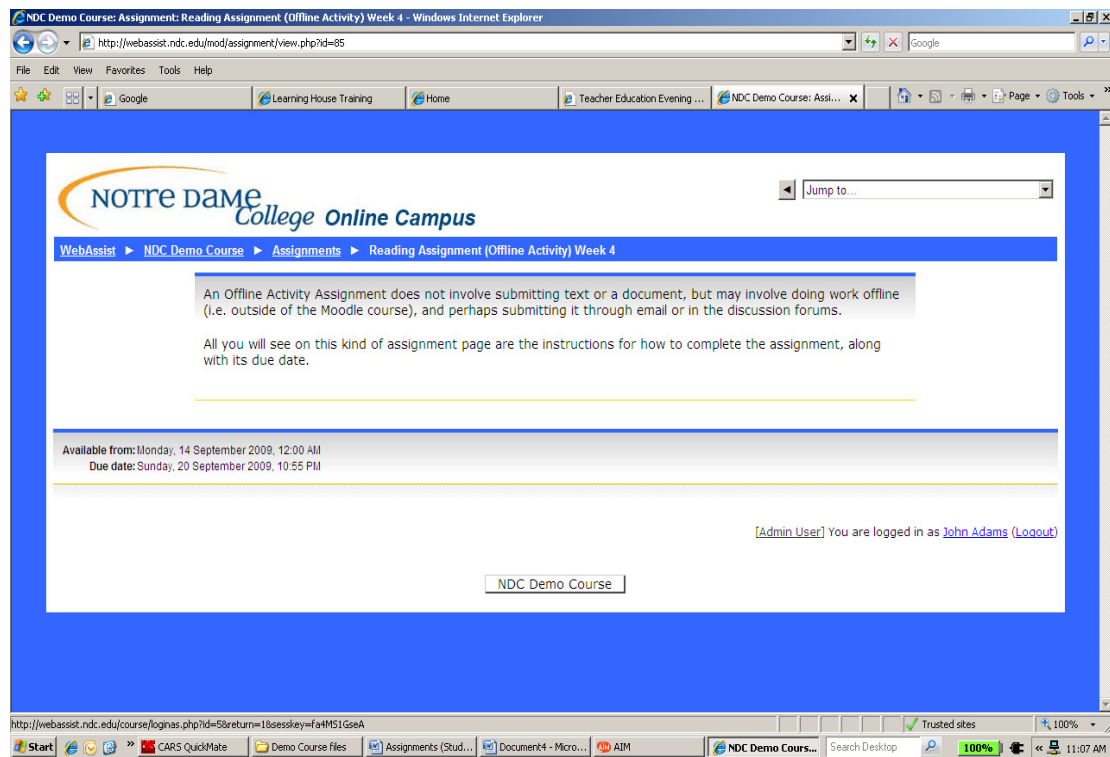 NDC Demo Course: Assignment: Reading Assignment (Offline Activity) Week 4 - Windows Internet Explorer
http://webassist.ndc.edu/mod/assignment/view.php?id=85
Google
File Edit View Favorites Tools Help
Google
Learning House Training
Home
Teacher Education Evening ...
NDC Demo Course: Assi...
Page
Tools
NOTre Dame
College Online Campus
Jump to...
WebAssist ► NDC Demo Course ► Assignments ► Reading Assignment (Offline Activity) Week 4
An Offline Activity Assignment does not involve submitting text or a document, but may involve doing work offline
(i.e. outside of the Moodle course), and perhaps submitting it through email or in the discussion forums.
All you will see on this kind of assignment page are the instructions for how to complete the assignment, along
with its due date.
Available from: Monday, 14 September 2009, 12:00 AM
Due date: Sunday, 20 September 2009, 10:55 PM
[Admin User] You are logged in as John Adams (Logout)
NDC Demo Course
http://webassist.ndc.edu/course/loginas.php?id=5&return=1&sesskey=fa4MS1GseA
Trusted sites
100%
Start
CARS QuickMate
Demo Course files
Assignments (Stud...
Document4 - Micro...
AIM
NDC Demo Cours...
Search Desktop
100%
11:07 AM